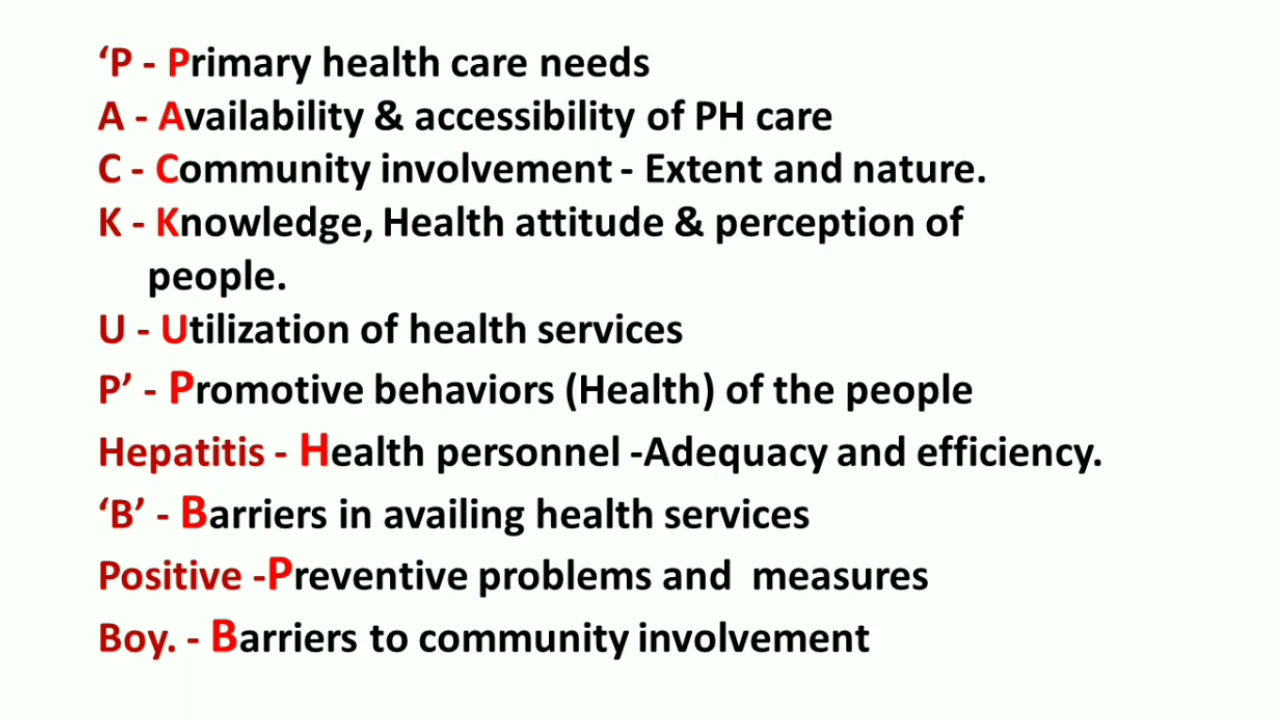 ‘P - Primary health care needs
A - Availability & accessibility of PH care
C - Community involvement - Extent and nature.
K - Knowledge, Health attitude & perception of
people.
U - Utilization of health services
P’ - Promotive behaviors (Health) of the people
Hepatitis - Health personnel -Adequacy and efficiency.
‘B’ - Barriers in availing health services
Positive -Preventive problems and measures
Boy. - Barriers to community involvement